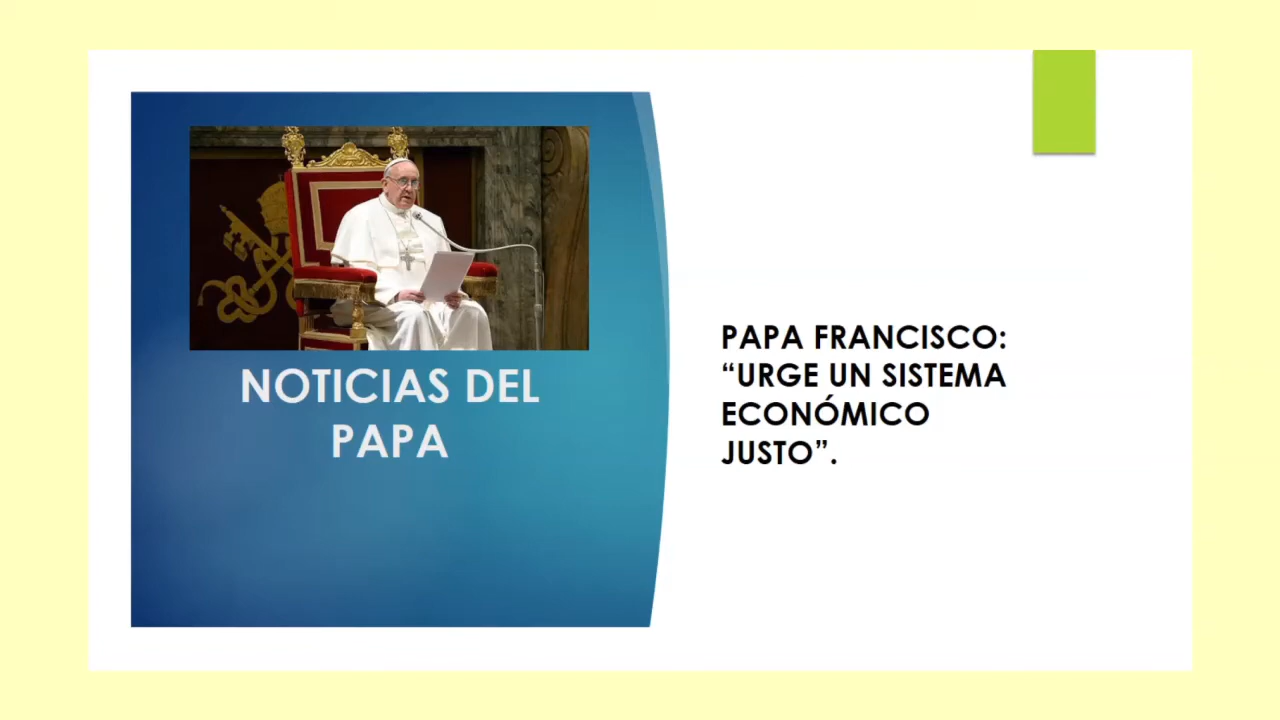 NOTICIAS DEL
PAPA
PAPA FRANCISCO:
“URGE UN SISTEMA
ECONÓMICO
JUSTO”.